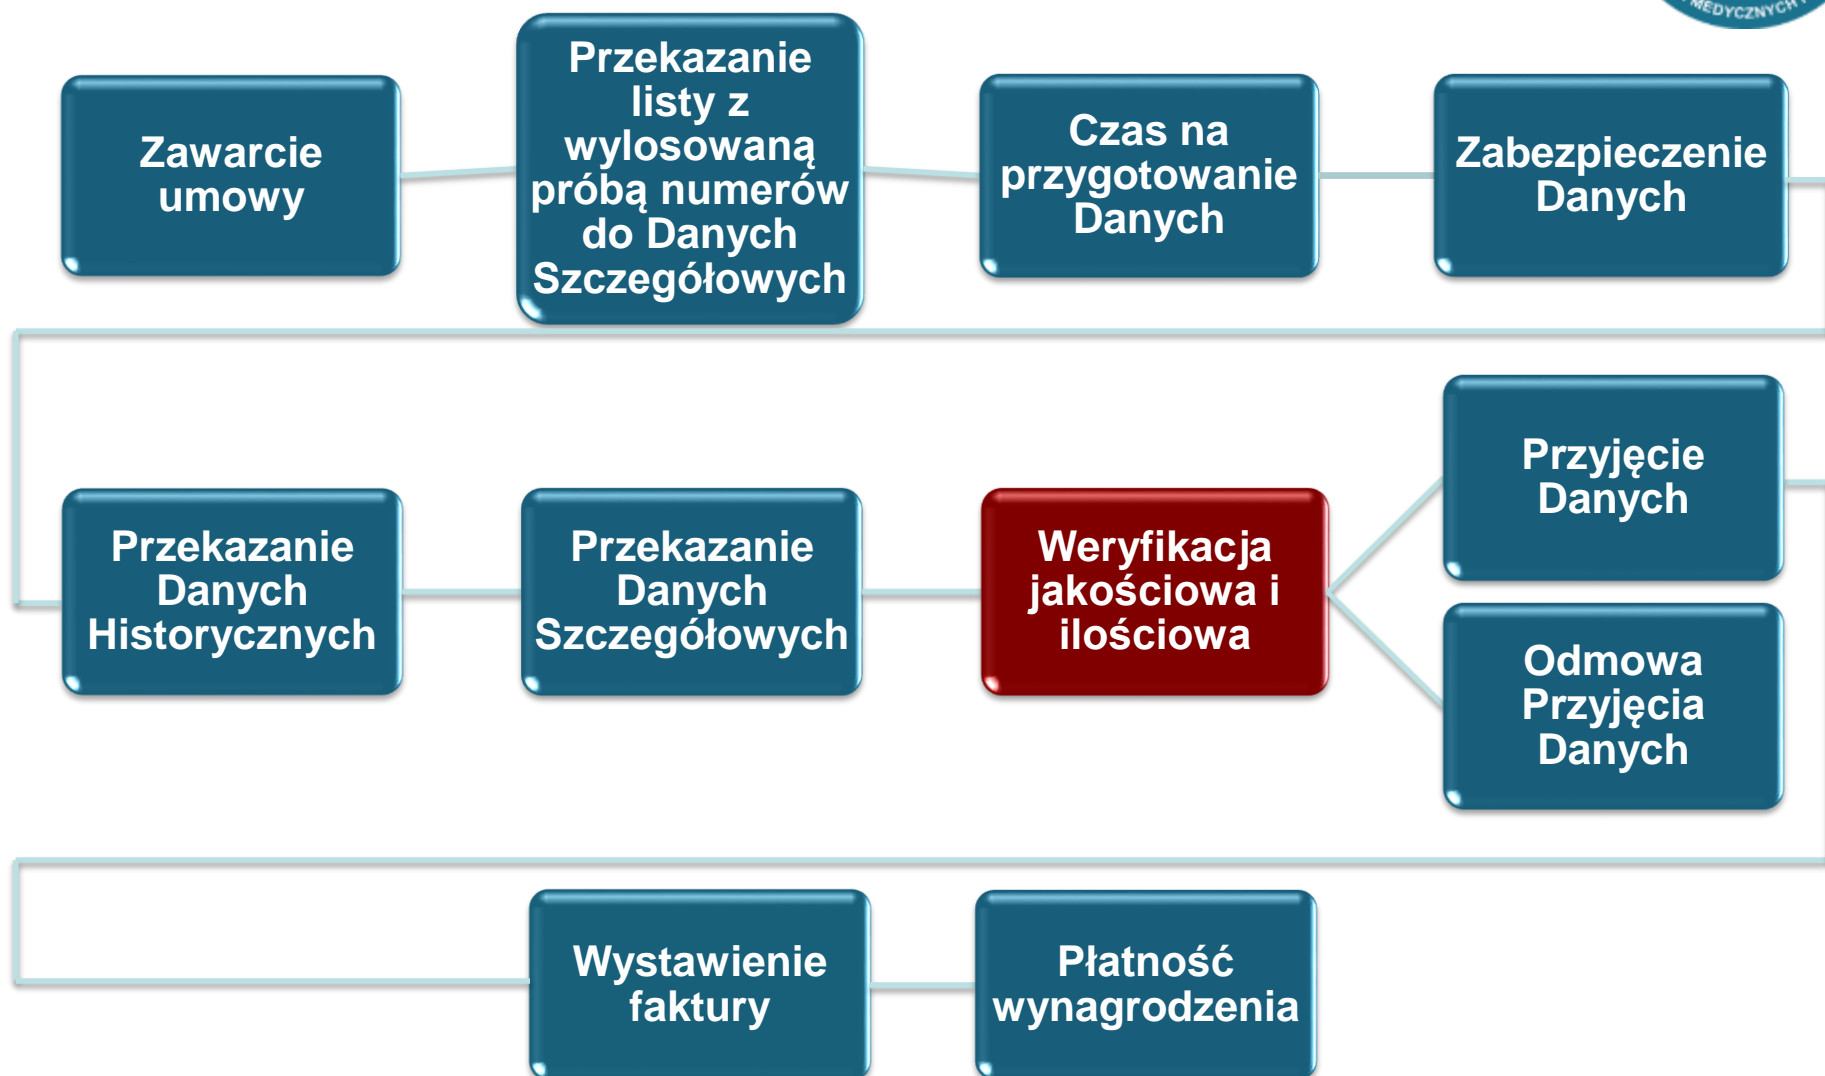 MEDYCZNYCH
Zawarcie
umowy
Przekazanie
listy z
wylosowaną
próbą numerów
do Danych
Szczegółowych
Czas na
przygotowanie
Danych
Zabezpieczenie
Danych
Przekazanie
Danych
Historycznych
Przekazanie
Danych
Szczegółowych
Weryfikacja
jakościowa i
ilościowa
Przyjęcie
Danych
Odmowa
Przyjęcia
Danych
Wystawienie
faktury
Płatność
wynagrodzenia